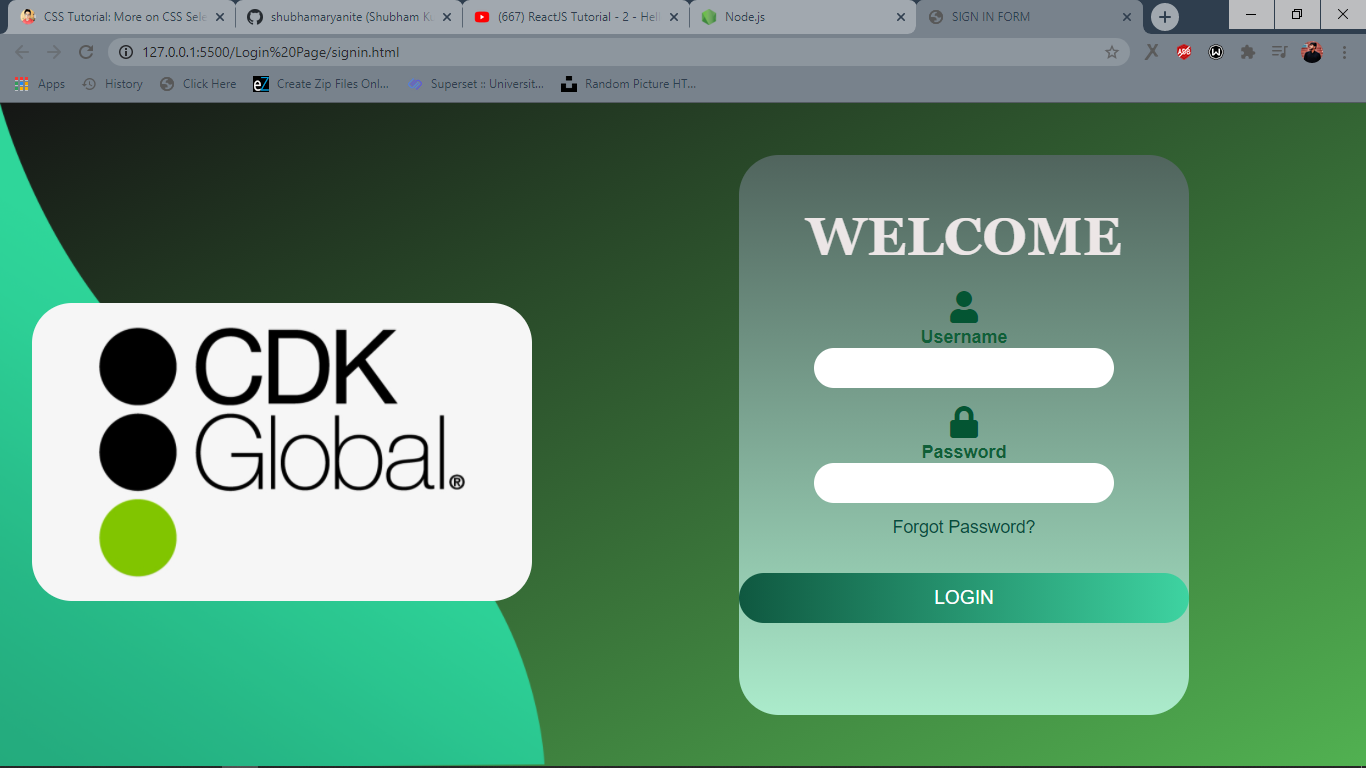 CSS Tutorial: More on CSS Sele
shubhamaryanite (Shubham Ku
(667) ReactJS Tutorial - 2 - Hell
Node.js
SIGN IN FORM
127.0.0.1:5500/Login%20Page/signin.html
Apps
History
Click Here
Create Zip Files Onl...
Superset :: Universit...
Random Picture HT...
WELCOME
CDK
Global®
Username
Password
Forgot Password?
LOGIN